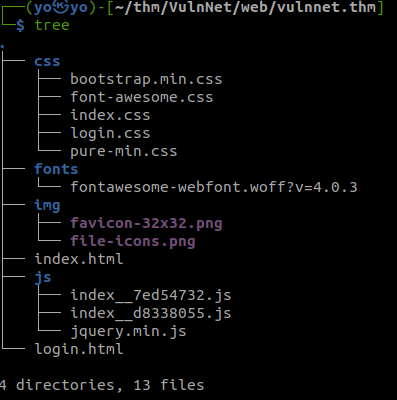 ┌──(yo㉿yo)-[~/thm/VulnNet/web/vulnnet.thm]
└─$ tree
.
├── css
│   ├── bootstrap.min.css
│   ├── font-awesome.css
│   ├── index.css
│   ├── login.css
│   └── pure-min.css
├── fonts
│   └── fontawesome-webfont.woff?v=4.0.3
├── img
│   ├── favicon-32x32.png
│   └── file-icons.png
├── index.html
├── js
│   ├── index__7ed54732.js
│   ├── index__d8338055.js
│   └── jquery.min.js
└── login.html
4 directories, 13 files